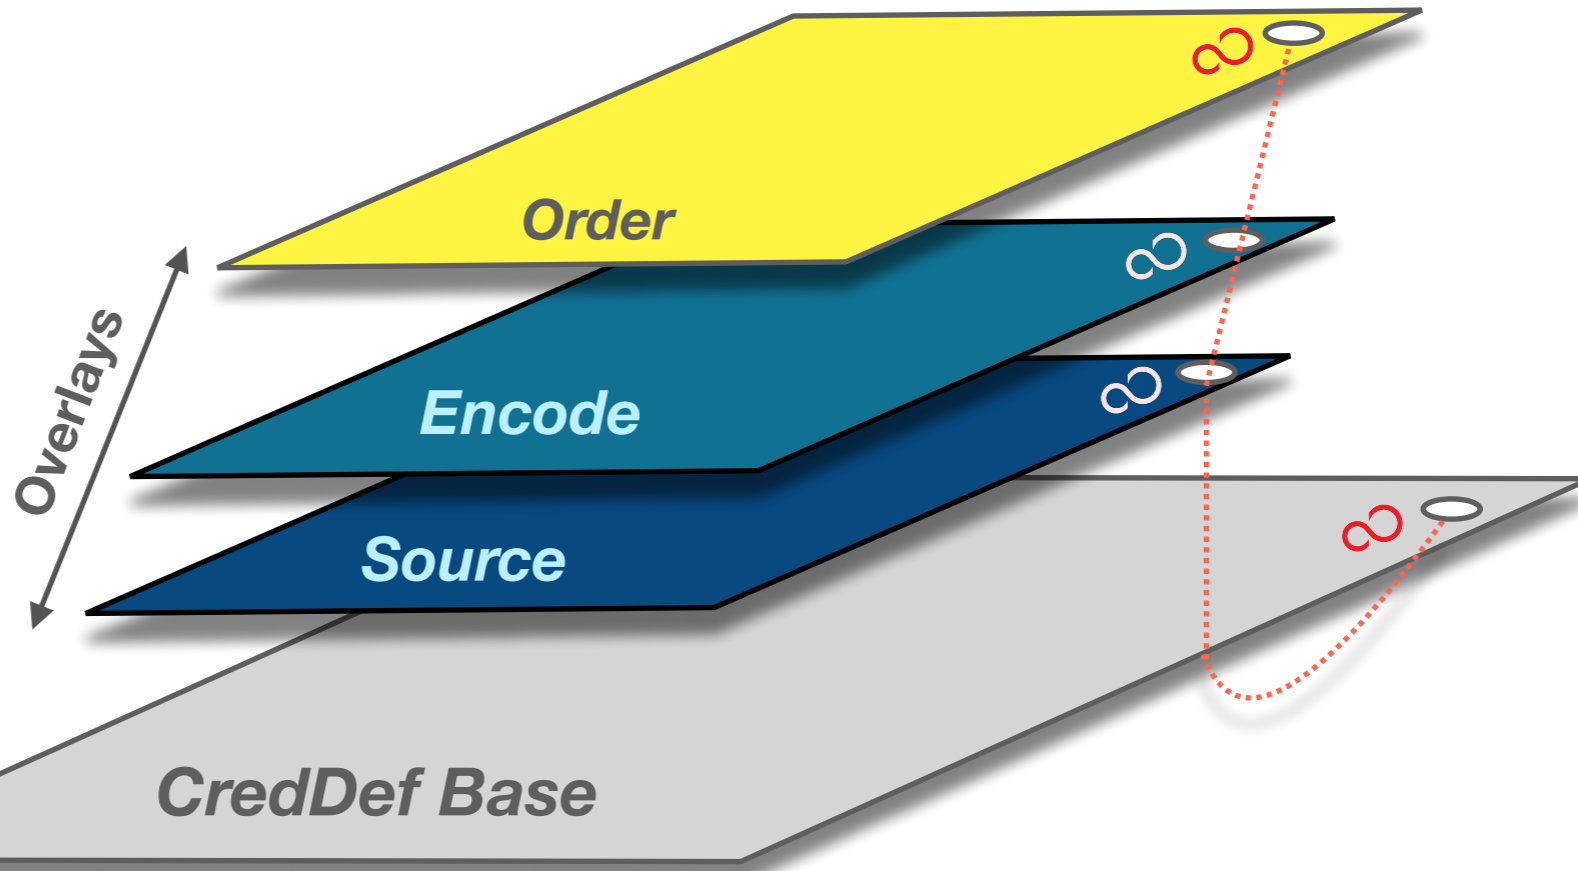 ∞
Order
∞
Overlays
Encode
∞
Source
∞
CredDef Base